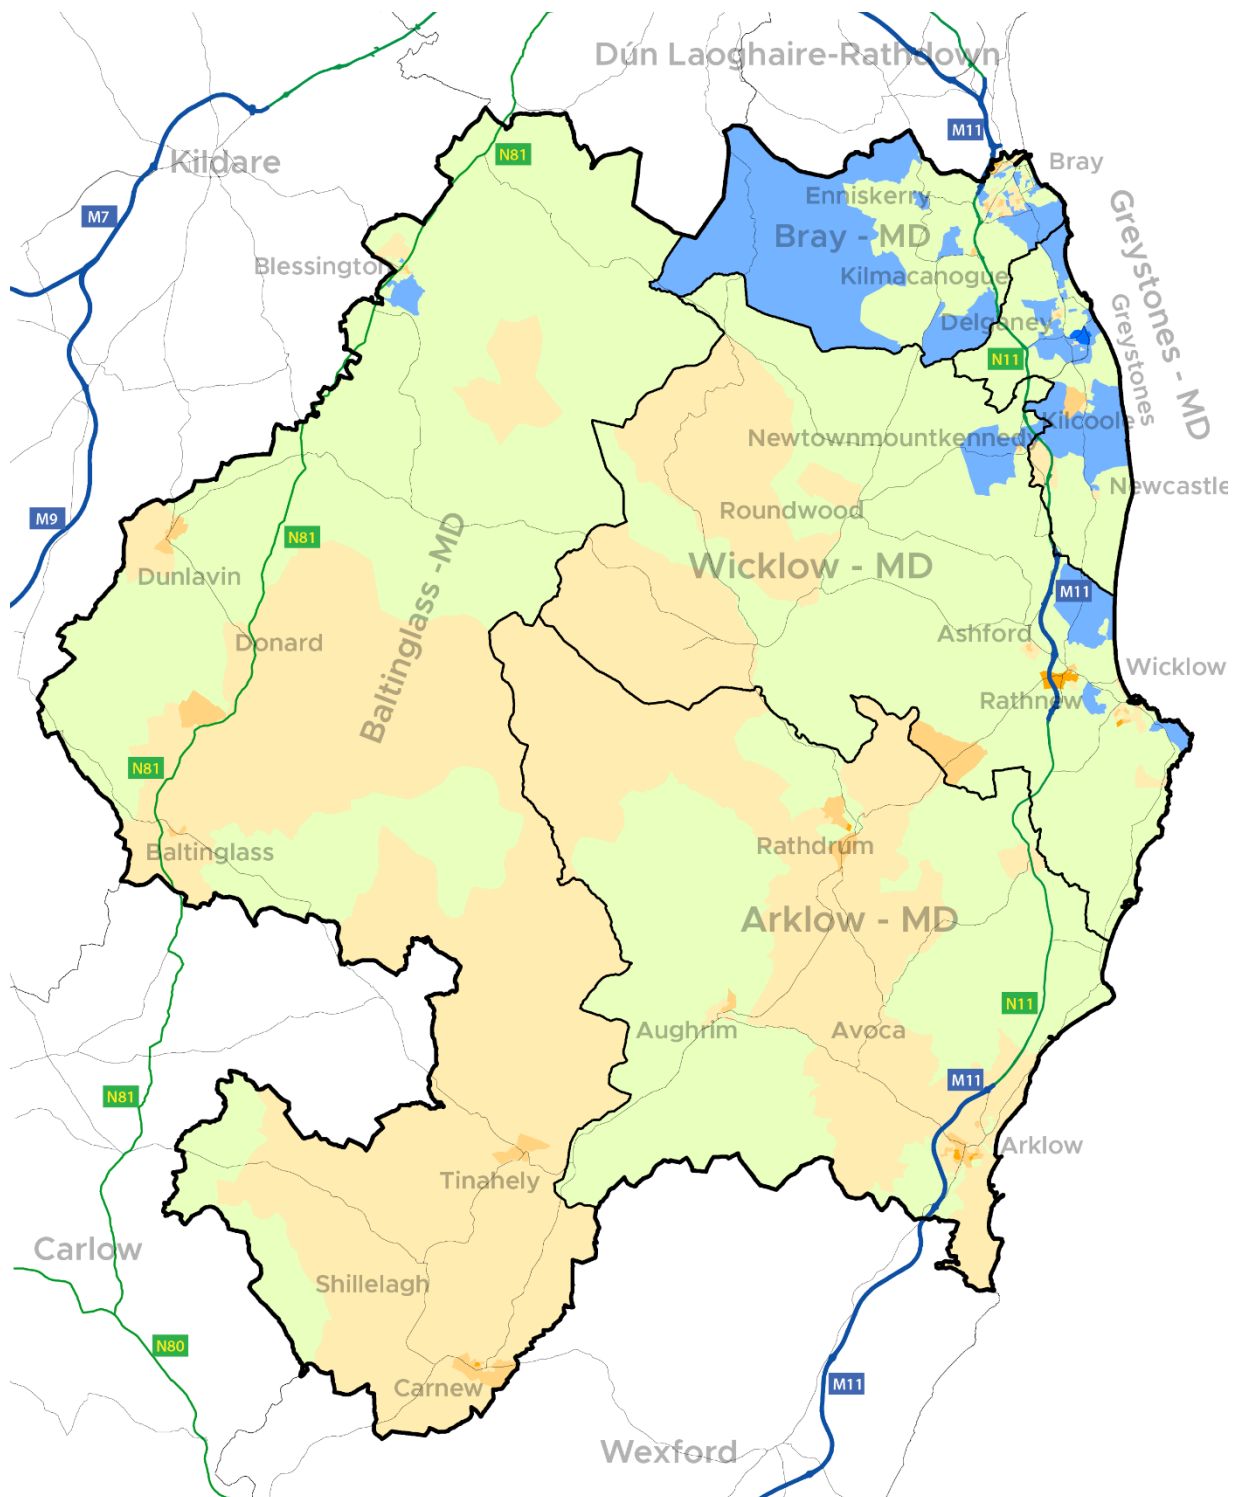 Dún Laoghaire-Rathdown
M11
N81
Bray
Kildare
Enniskerry
M7
Greystones - MD
Bray - MD
Blessington
Kilmacanogue
Greystones
Delganey
N11
Kilcoole
Newtownmountkennedy
Newcastle
Roundwood
M9
N81
Baltinglass -MD
Wicklow - MD
Dunlavin
M11
Ashford
Donard
Wicklow
Rathnew
N81
Rathdrum
Baltinglass
Arklow - MD
N11
Aughrim
Avoca
M11
N81
Arklow
Tinahely
Carlow
Shillelagh
N80
M11
Carnew
Wexford